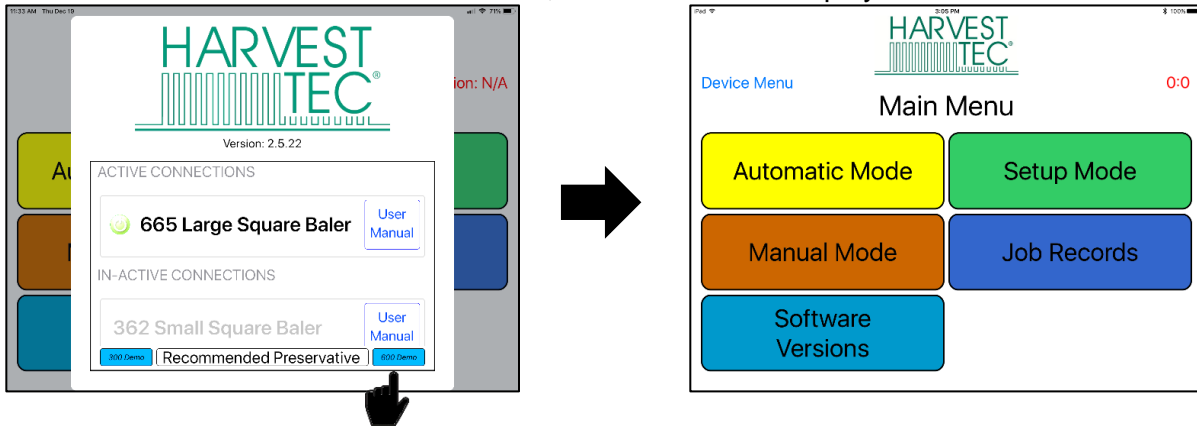 11:33 AM Thu Dec 19
71%
HARVEST
TEC®
ion: N/A
Version: 2.5.22
Au
ACTIVE CONNECTIONS
665 Large Square Baler
User
Manual
IN-ACTIVE CONNECTIONS
362 Small Square Baler
User
Manual
300 Demo
Recommended Preservative
600 Demo
iPad
3:05 PM
100%
HARVEST
TEC®
Device Menu
0:0
Main Menu
Automatic Mode
Setup Mode
Manual Mode
Job Records
Software
Versions